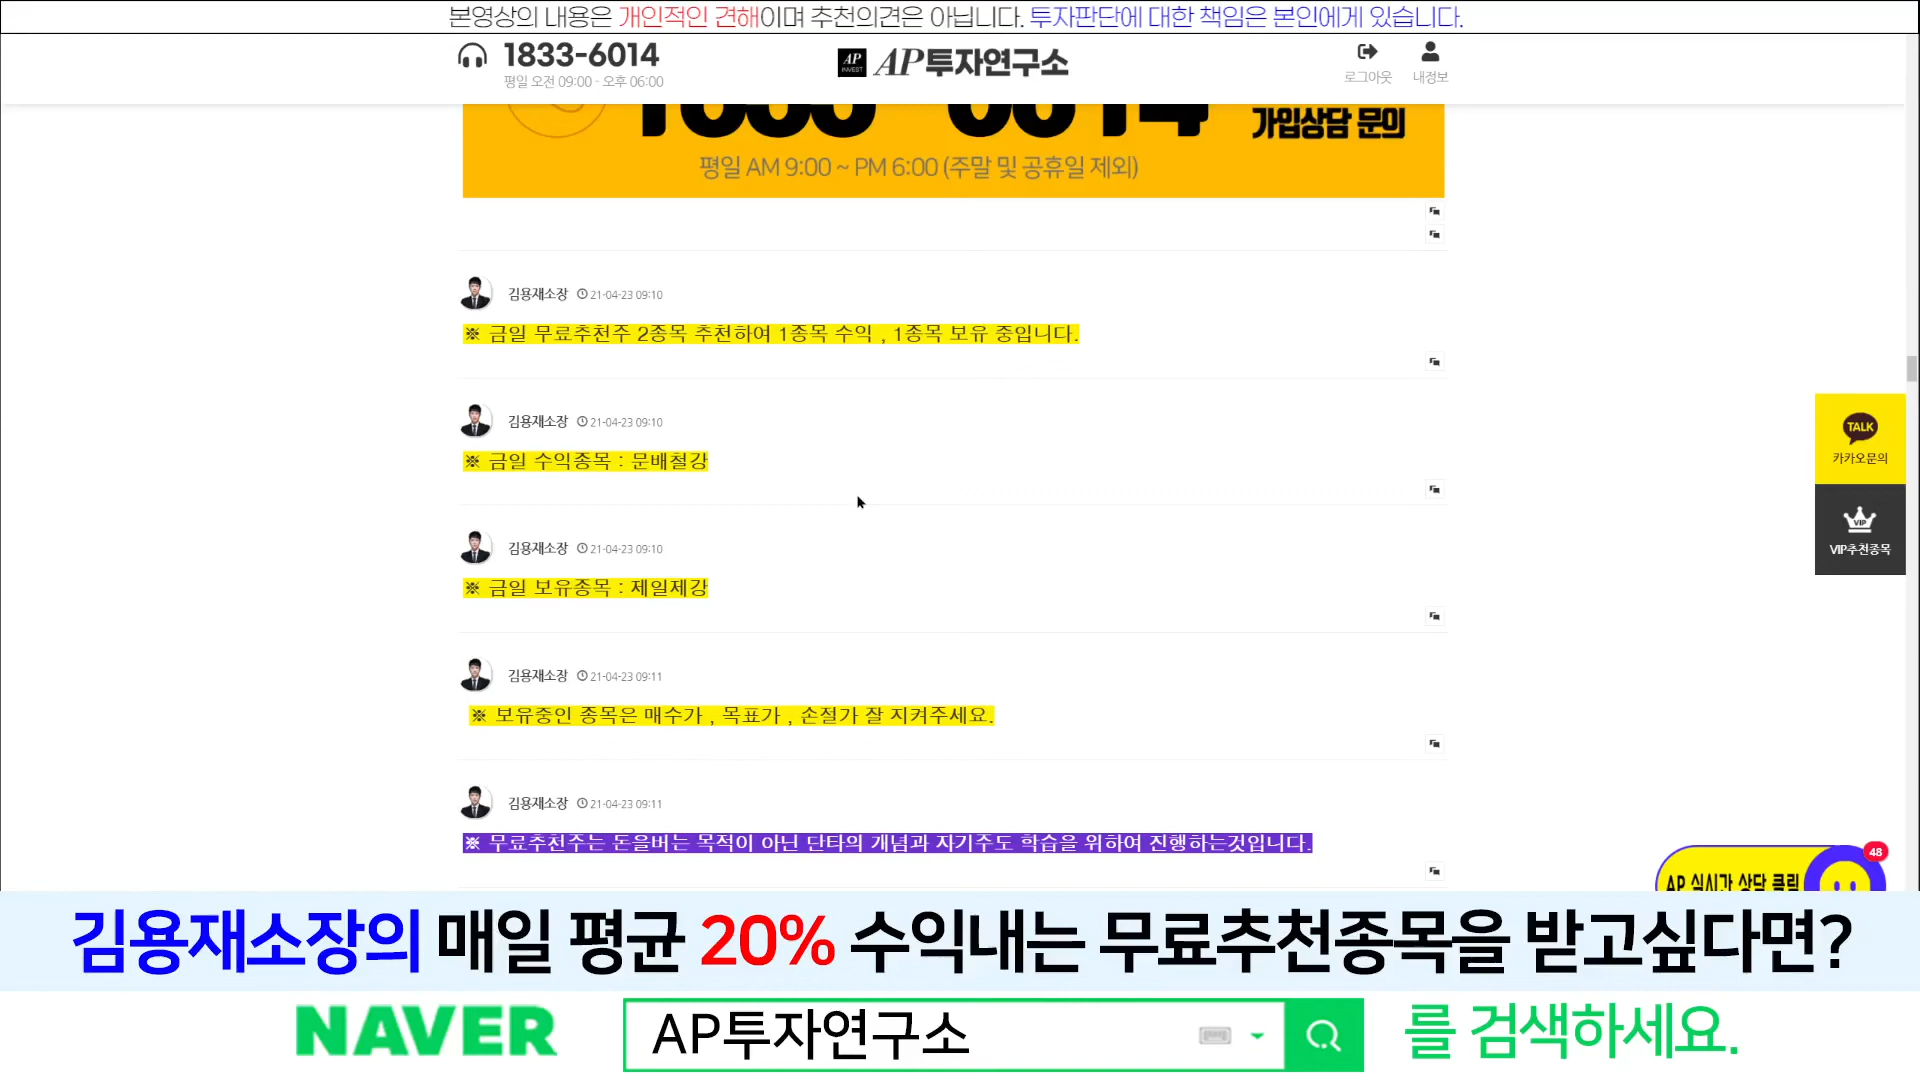 본영상의 내용은 개인적인 견해이며 추천의견은 아닙니다. 투자판단에 대한 책임은 본인에게 있습니다.
1833-6014
평일 오전 09:00 - 오후 06:00
AP INVEST AP투자연구소
로그아웃 내정보
가입상담 문의
평일 AM 9:00 ~ PM 6:00 (주말 및 공휴일 제외)
김용재소장 21-04-23 09:10
※ 금일 무료추천주 2종목 추천하여 1종목 수익 , 1종목 보유 중입니다.
김용재소장 21-04-23 09:10
※ 금일 수익종목 : 문배철강
김용재소장 21-04-23 09:10
※ 금일 보유종목 : 제일제강
김용재소장 21-04-23 09:11
※ 보유중인 종목은 매수가 , 목표가 , 손절가 잘 지켜주세요.
김용재소장 21-04-23 09:11
※ 무료추천주는 돈을버는 목적이 아닌 단타의 개념과 자기주도 학습을 위하여 진행하는것입니다.
TALK
카카오문의
VIP
VIP추천종목
48
AP 실시간 상담 클릭
김용재소장의 매일 평균 20% 수익내는 무료추천종목을 받고싶다면?
NAVER AP투자연구소 를 검색하세요.